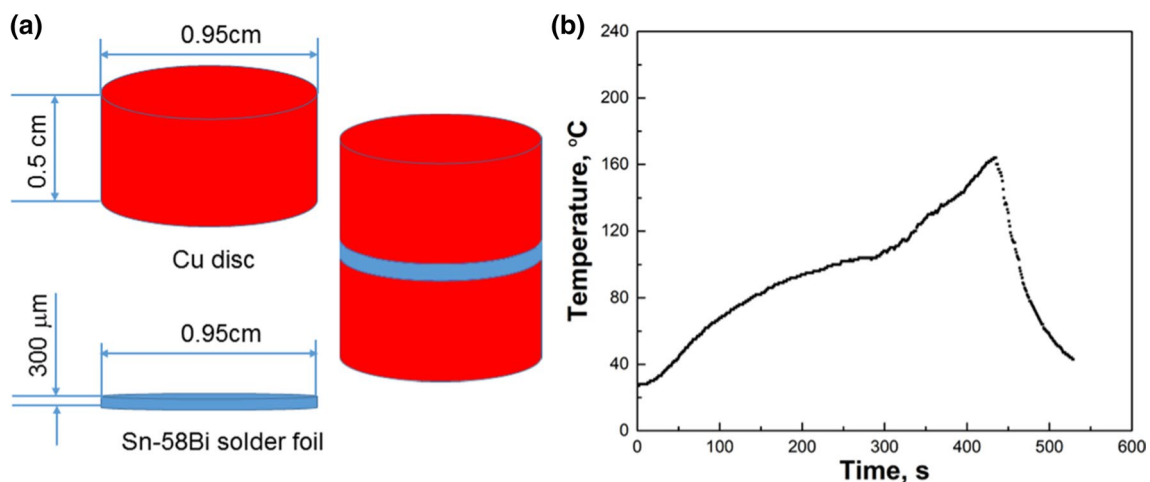 (a)
0.95cm
0.5 cm
Cu disc
0.95cm
300 μm
Sn-58Bi solder foil
(b)
Temperature, ºC
240
200
160
120
80
40
0
0 100 200 300 400 500 600
Time, s